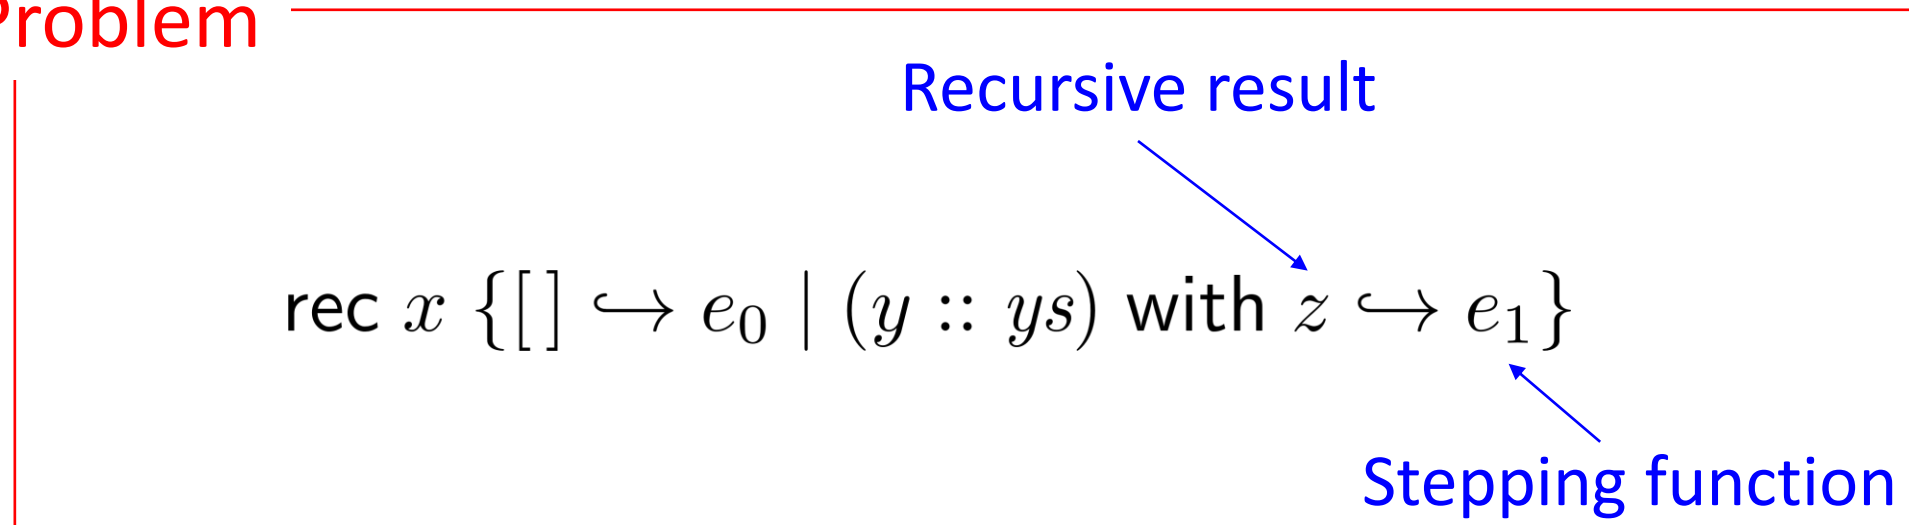 Problem
Recursive result
rec x {[ ] ↪ e₀ | (y :: ys) with z ↪ e₁}
Stepping function